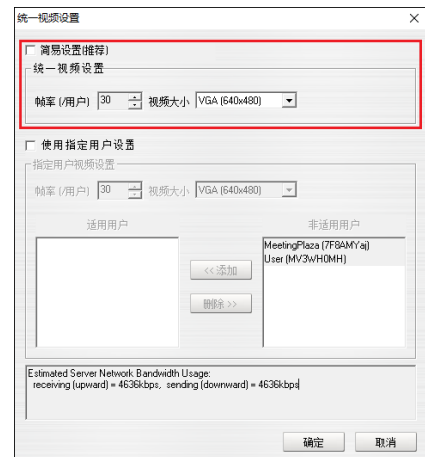 统一视频设置
简易设置(推荐)
统一视频设置
帧率 (/用户) 30 视频大小 VGA (640x480)
使用指定用户设置
指定用户视频设置
帧率 (/用户) 30 视频大小 VGA (640x480)
适用用户 非适用用户
MeetingPlaza (7F8AMYaj)
User (MV3WH0MH)
<<添加
删除>>
Estimated Server Network Bandwidth Usage:
receiving (upward) = 4636kbps, sending (downward) = 4636kbps
确定 取消